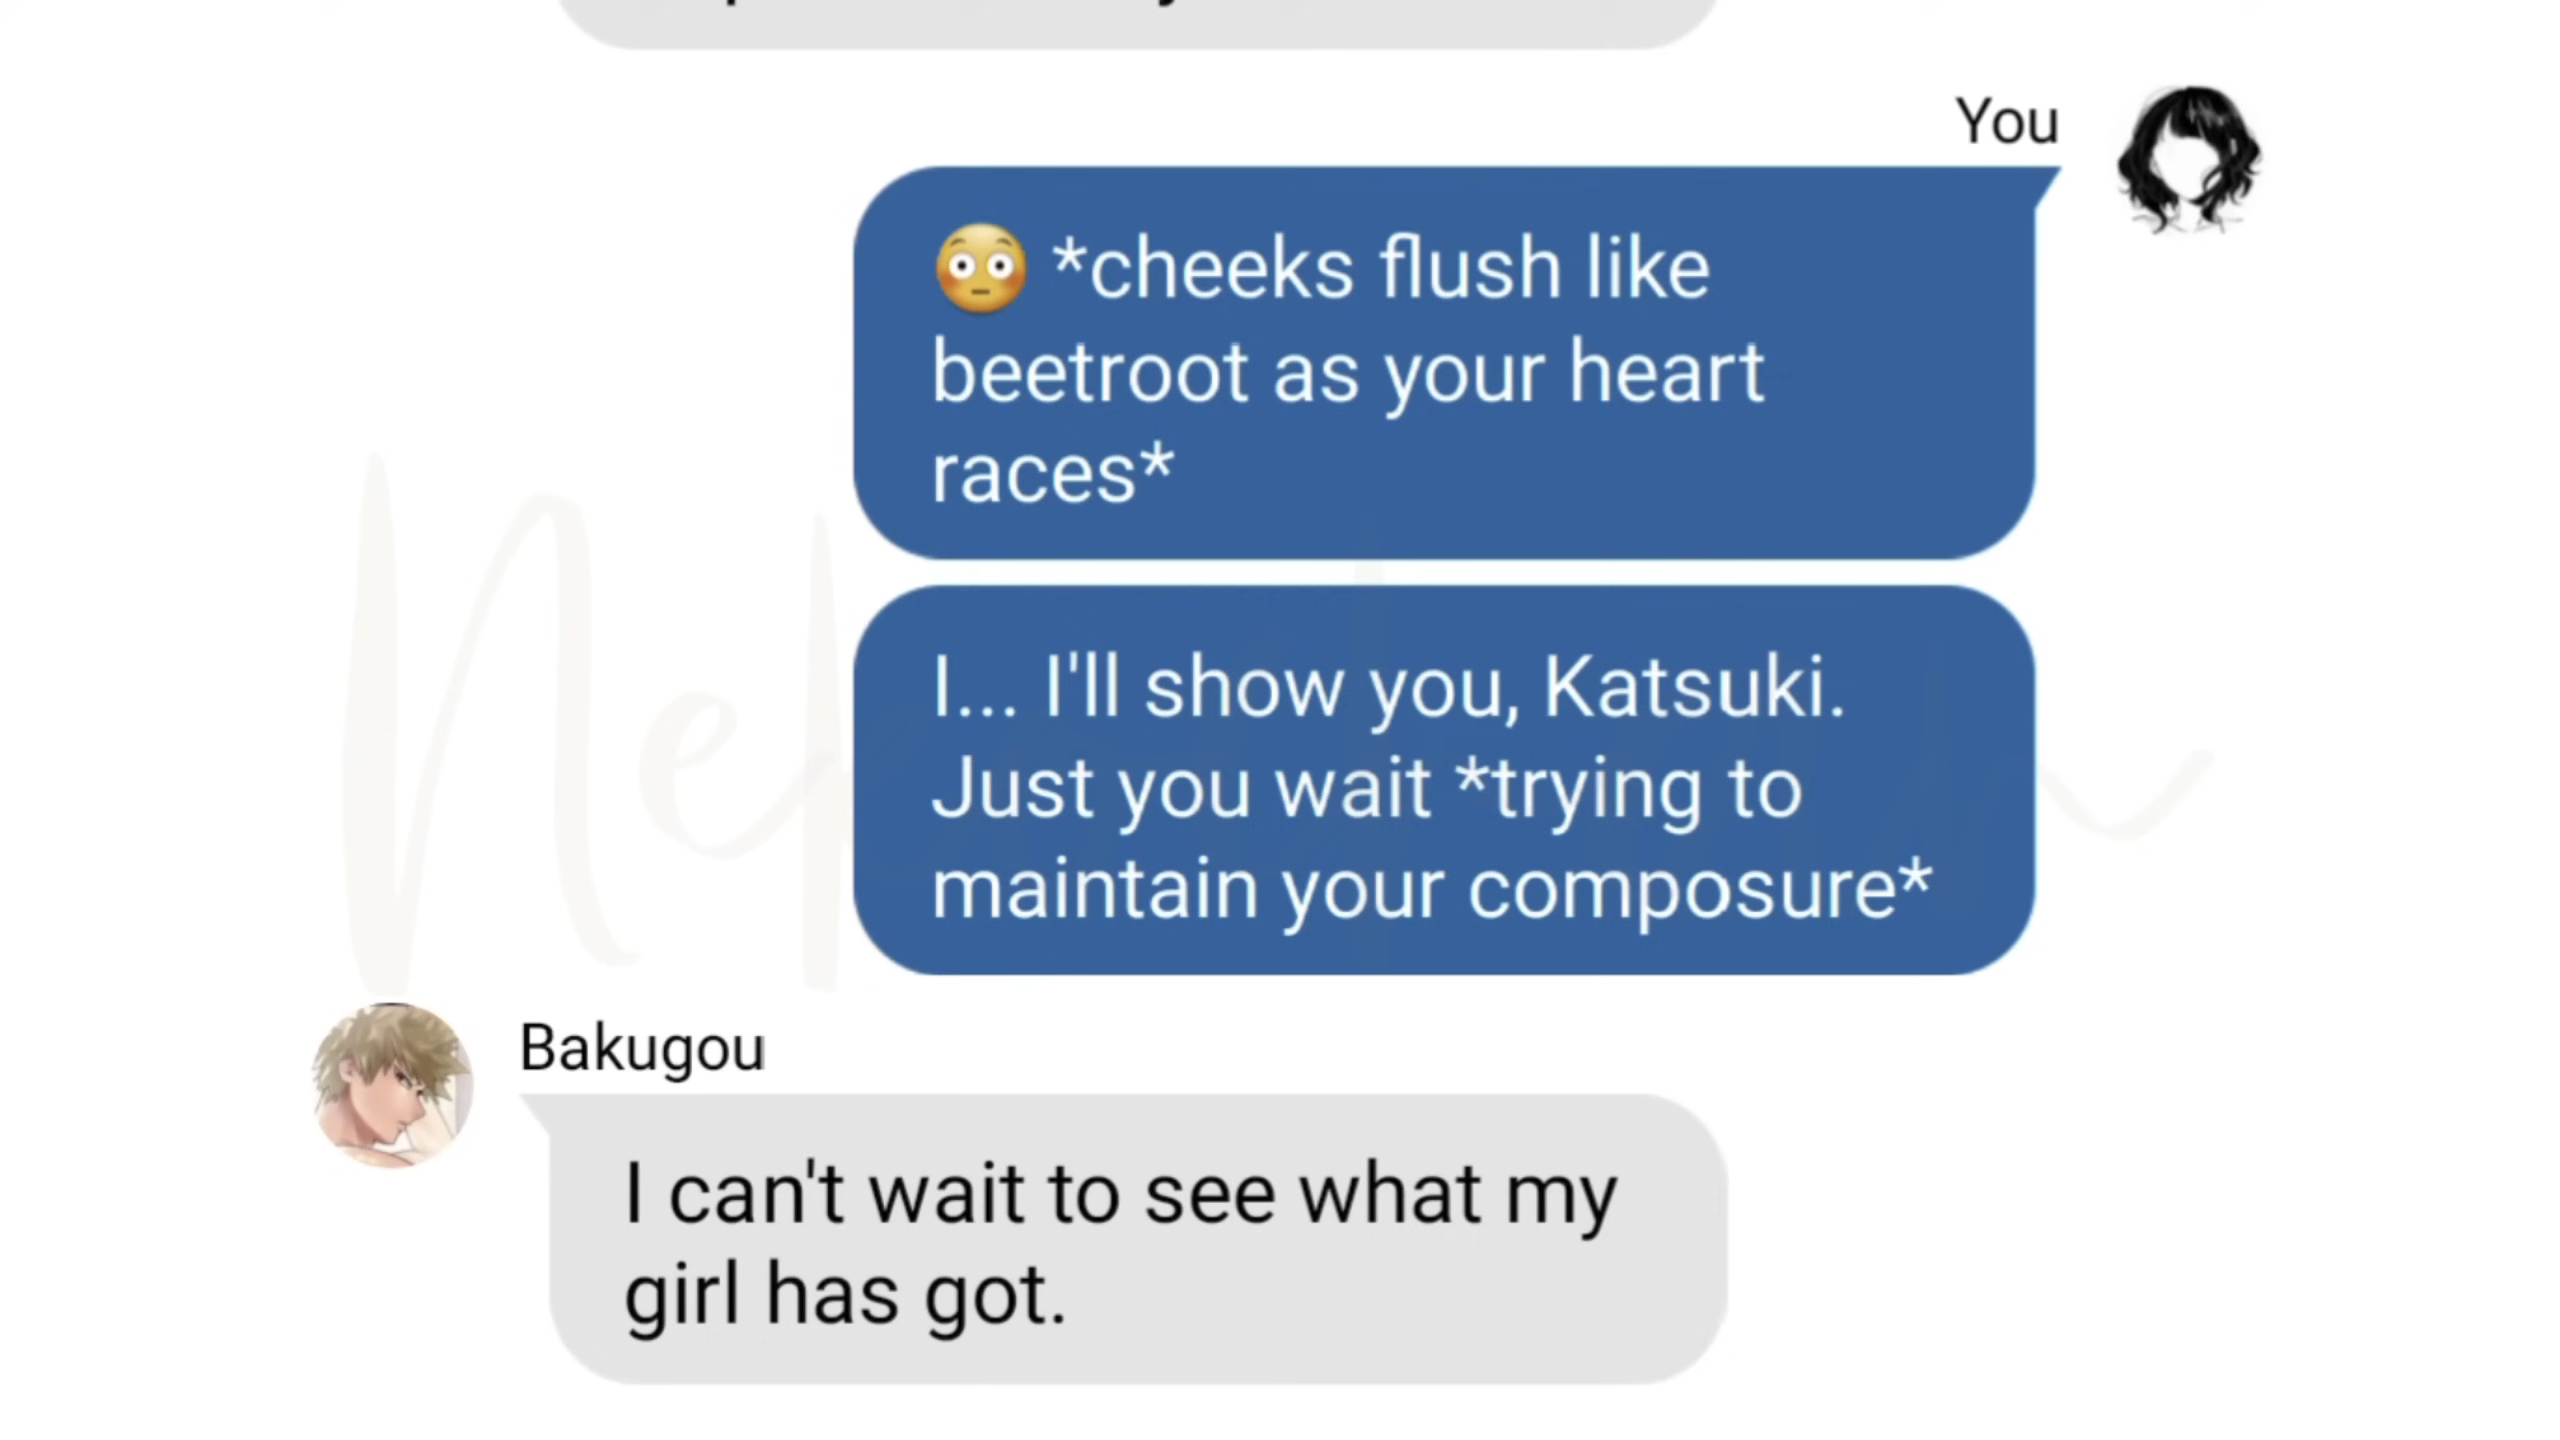 You
😳 *cheeks flush like
beetroot as your heart
races*
I... I'll show you, Katsuki.
Just you wait *trying to
maintain your composure*
Bakugou
I can't wait to see what my
girl has got.